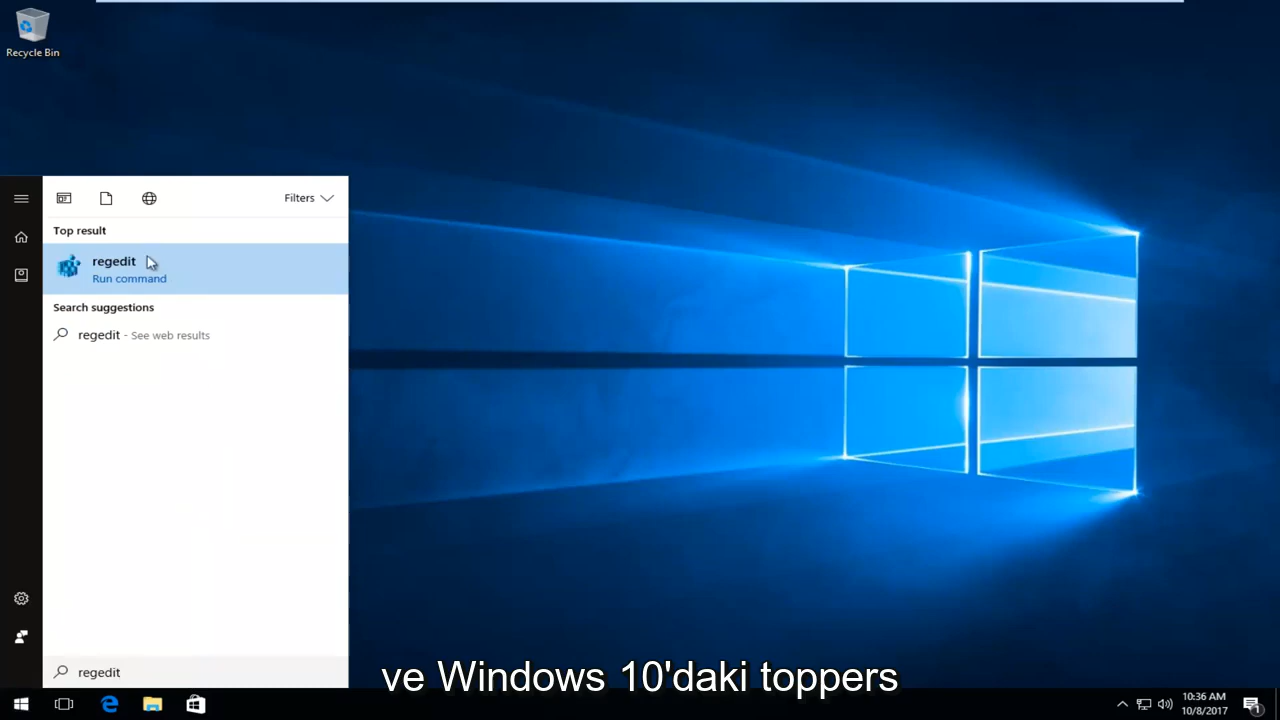 Recycle Bin
Filters
Top result
regedit
Run command
Search suggestions
regedit - See web results
regedit
ve Windows 10'daki toppers
10:36 AM
10/8/2017
1